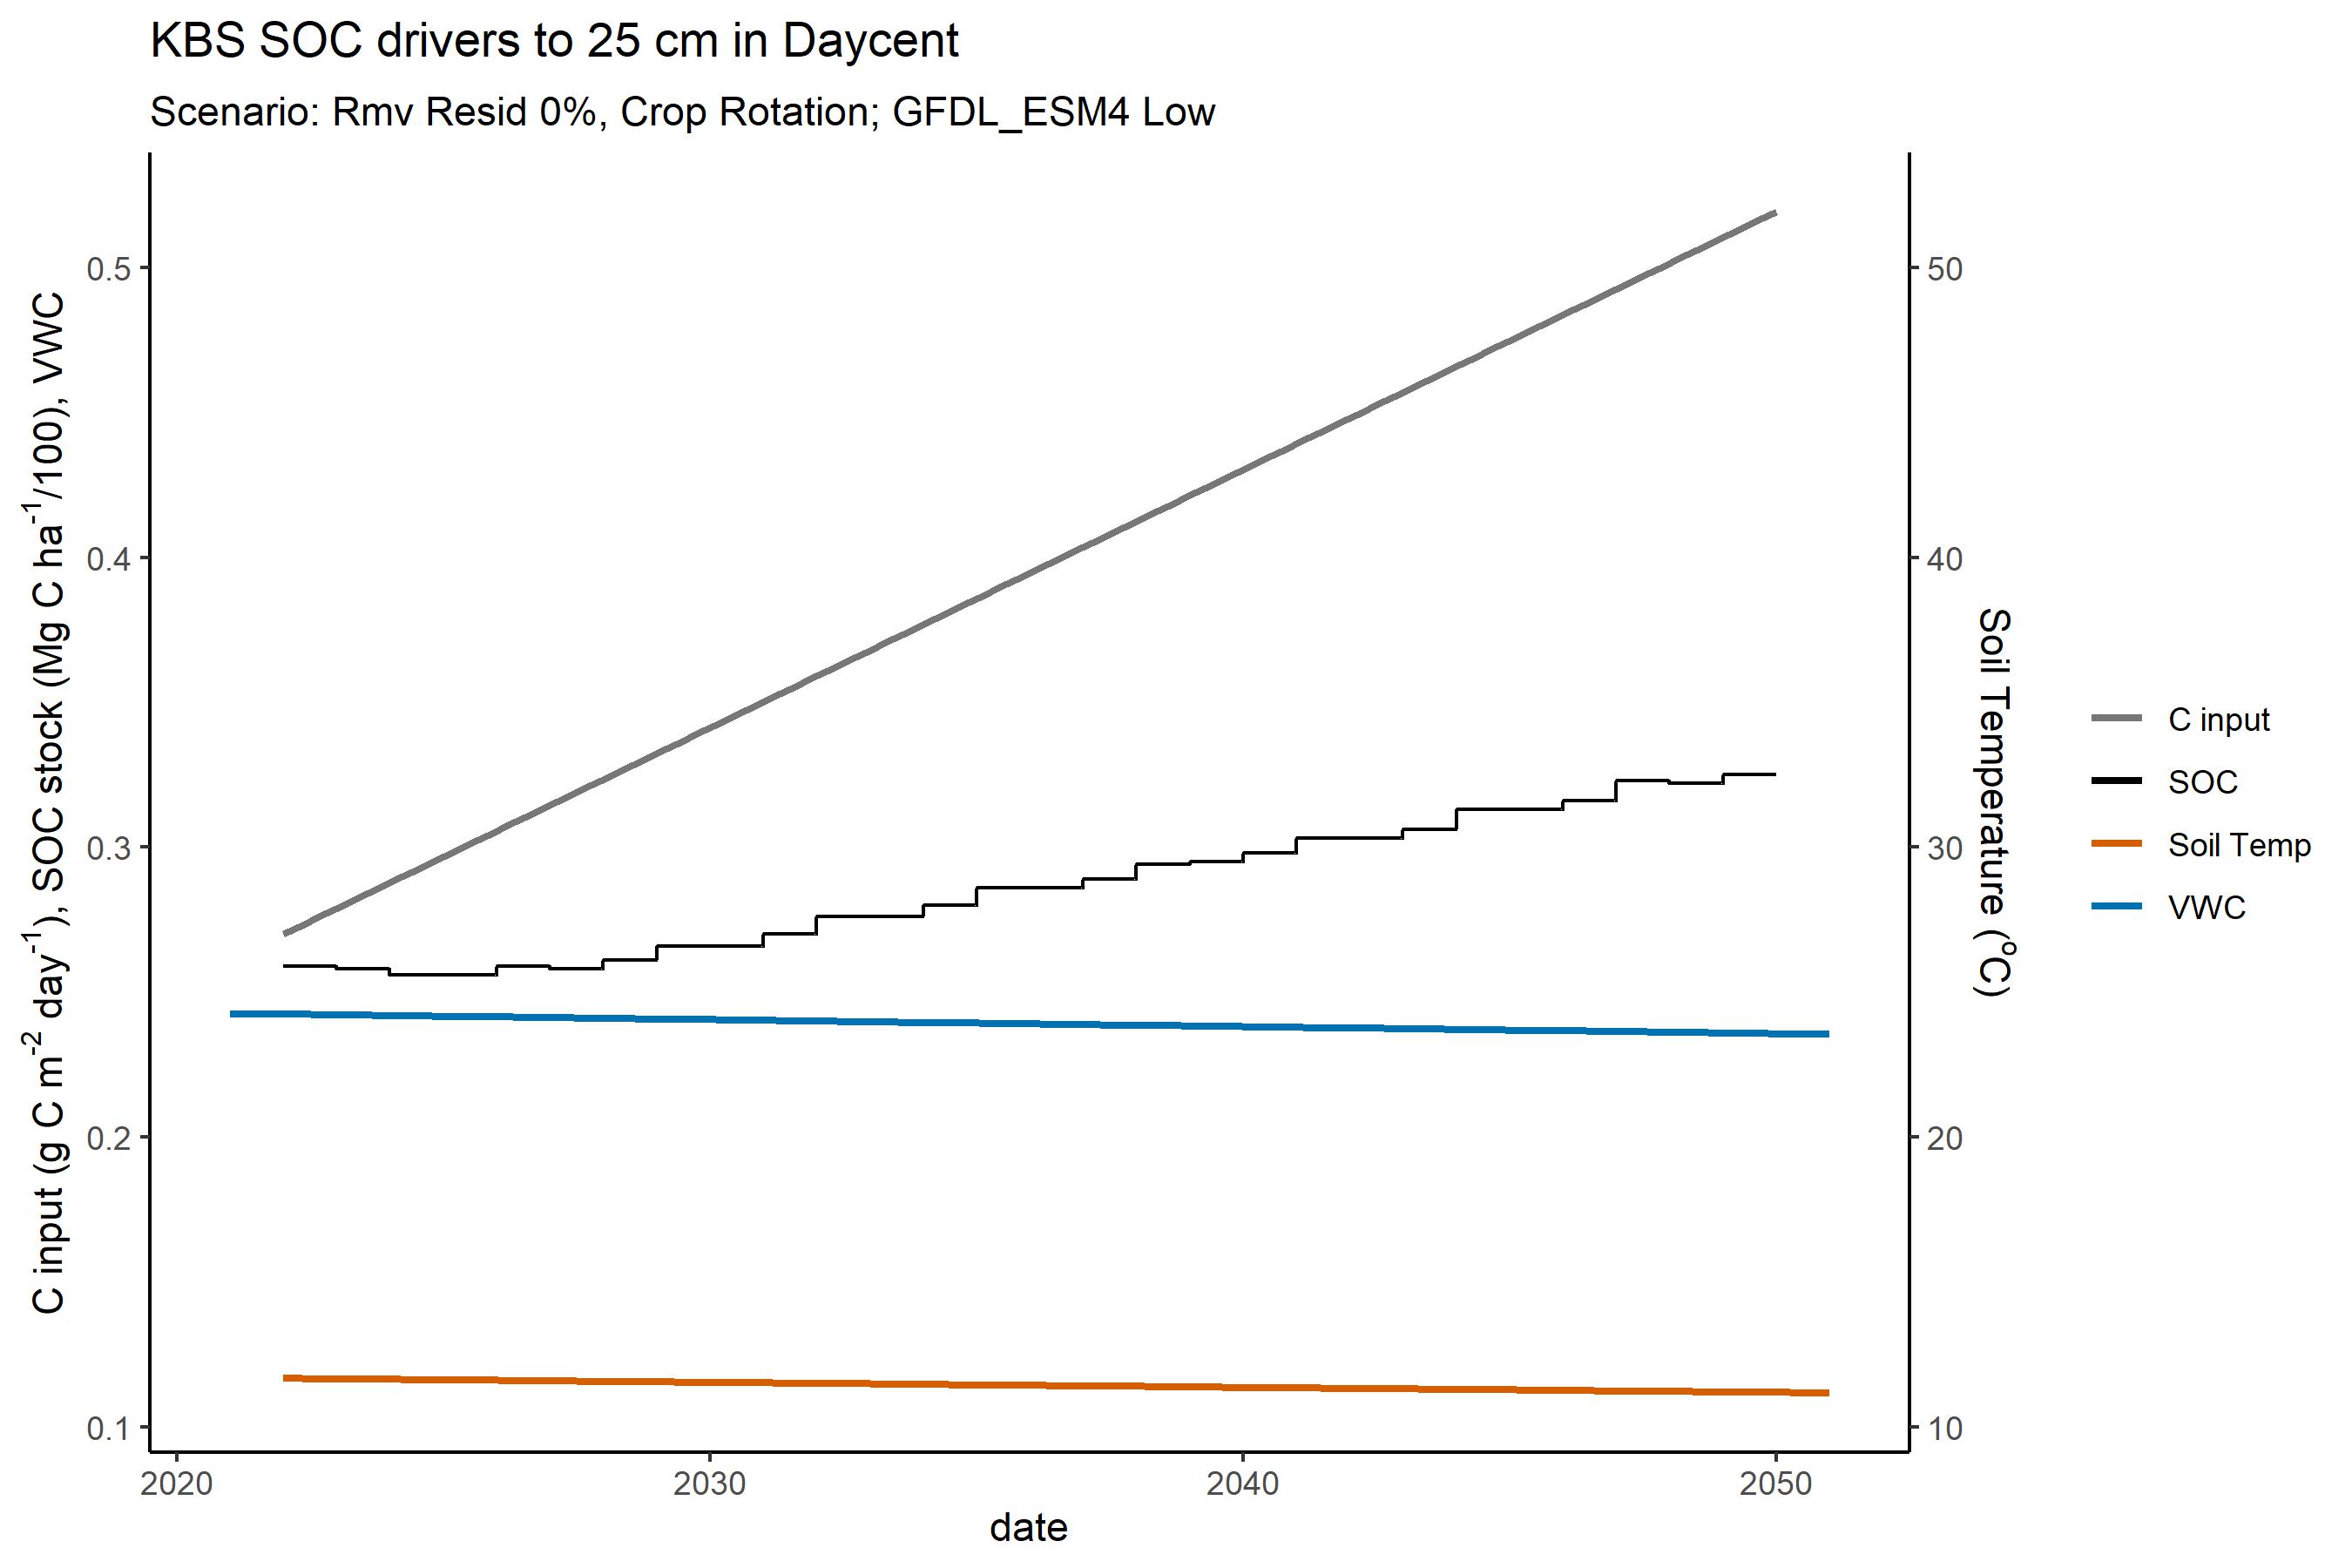 KBS SOC drivers to 25 cm in Daycent
Scenario: Rmv Resid 0%, Crop Rotation; GFDL_ESM4 Low
C input (g C m⁻² day⁻¹), SOC stock (Mg C ha⁻¹/100), VWC
0.5
0.4
0.3
0.2
0.1
50
40
30
20
10
Soil Temperature (°C)
C input
SOC
Soil Temp
VWC
2020
2030
2040
2050
date